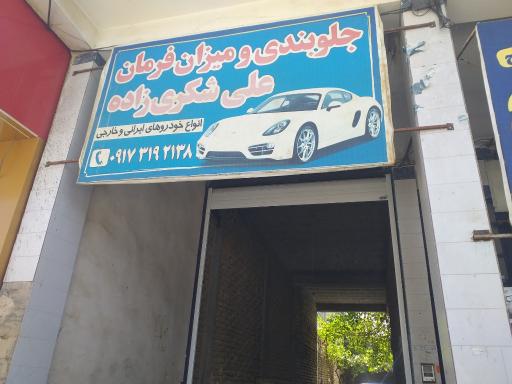 جلوبندی و میزان فرمان
علی شکری زاده
انواع خودروهای ایرانی و خارجی
۰۹۱۷ ۳۱۹ ۲۱۳۸